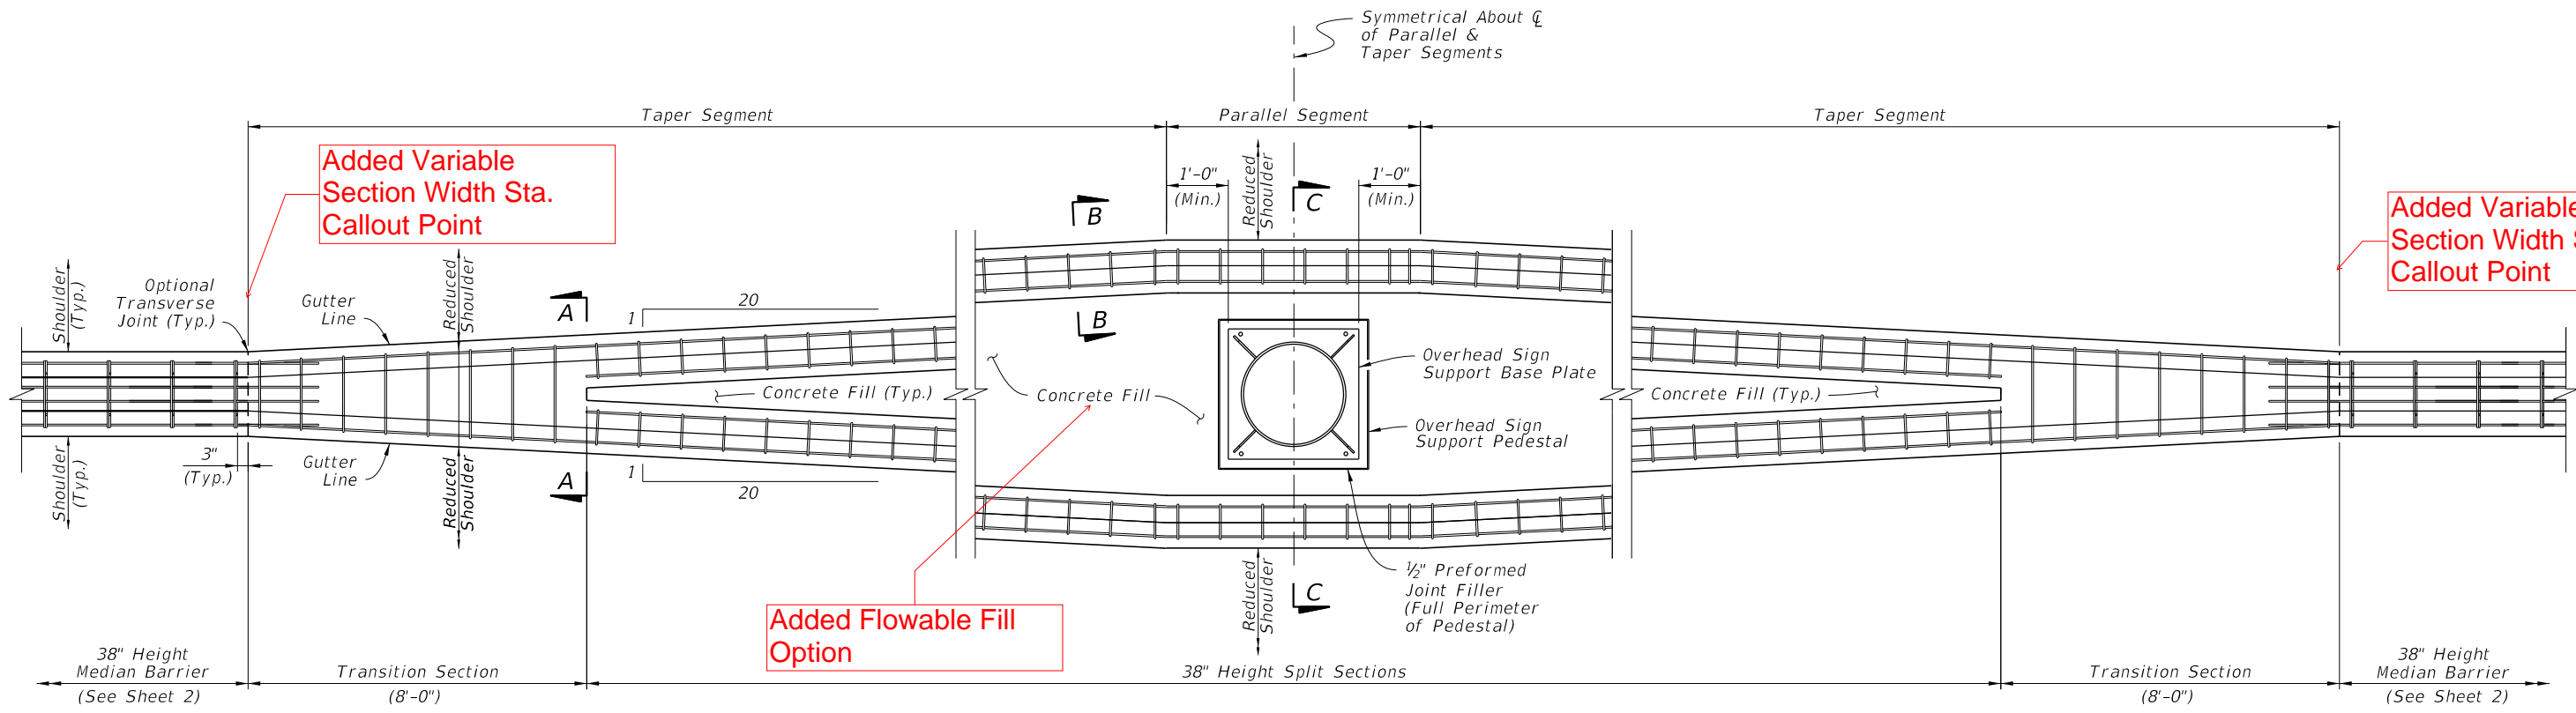 Symmetrical About ℄
of Parallel &
Taper Segments
Taper Segment
Parallel Segment
Taper Segment
Added Variable
Section Width Sta.
Callout Point
Reduced
Shoulder
1'-0"
(Min.)
1'-0"
(Min.)
C
B
Added Variable
Section Width
Callout Point
Shoulder
(Typ.)
Optional
Transverse
Joint (Typ.)
Gutter
Line
Reduced
Shoulder
A
20
1
B
Overhead Sign
Support Base Plate
Concrete Fill (Typ.)
Concrete Fill
Concrete Fill (Typ.)
Overhead Sign
Support Pedestal
3"
(Typ.)
Shoulder
(Typ.)
Gutter
Line
Reduced
Shoulder
A
1
20
½" Preformed
Joint Filler
(Full Perimeter
of Pedestal)
C
Reduced
Shoulder
Added Flowable Fill
Option
38" Height
Median Barrier
(See Sheet 2)
Transition Section
(8'-0")
38" Height Split Sections
Transition Section
(8'-0")
38" Height
Median Barrier
(See Sheet 2)